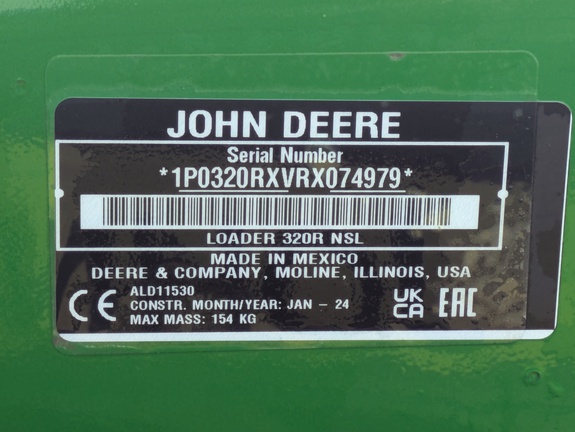 JOHN DEERE
Serial Number
*1P0320RXVRX074979*
LOADER 320R NSL
MADE IN MEXICO
DEERE & COMPANY, MOLINE, ILLINOIS, USA
CE
ALD11530
CONSTR. MONTH/YEAR: JAN - 24
MAX MASS: 154 KG
UK
CA
EAC